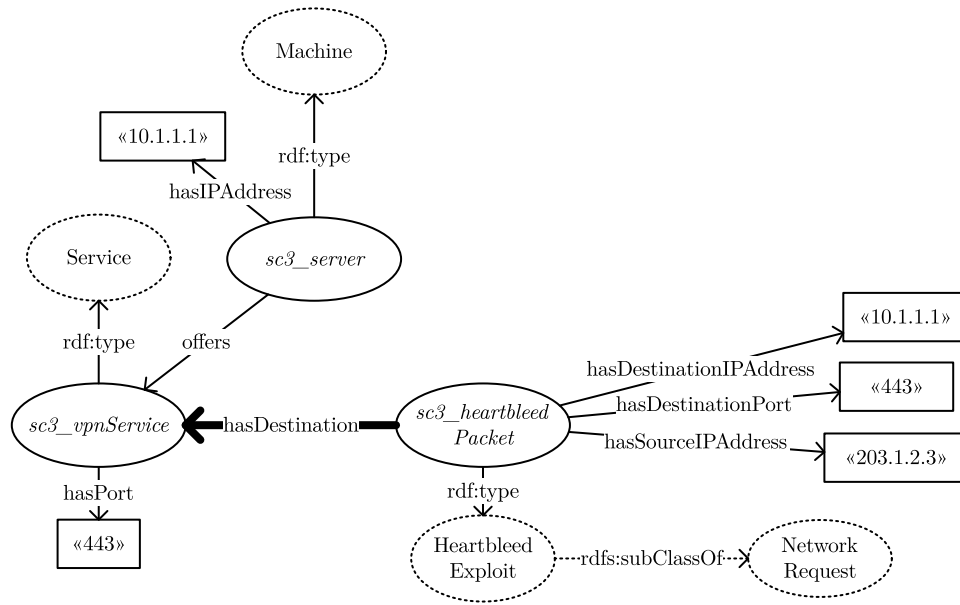 Machine
«10.1.1.1»
rdf:type
hasIPAddress
Service
sc3_server
«10.1.1.1»
rdf:type
offers
hasDestinationIPAddress
«443»
hasDestinationPort
sc3_vpnService
hasDestination
sc3_heartbleed
Packet
hasSourceIPAddress
«203.1.2.3»
hasPort
rdf:type
«443»
Heartbleed
Exploit
rdfs:subClassOf
Network
Request